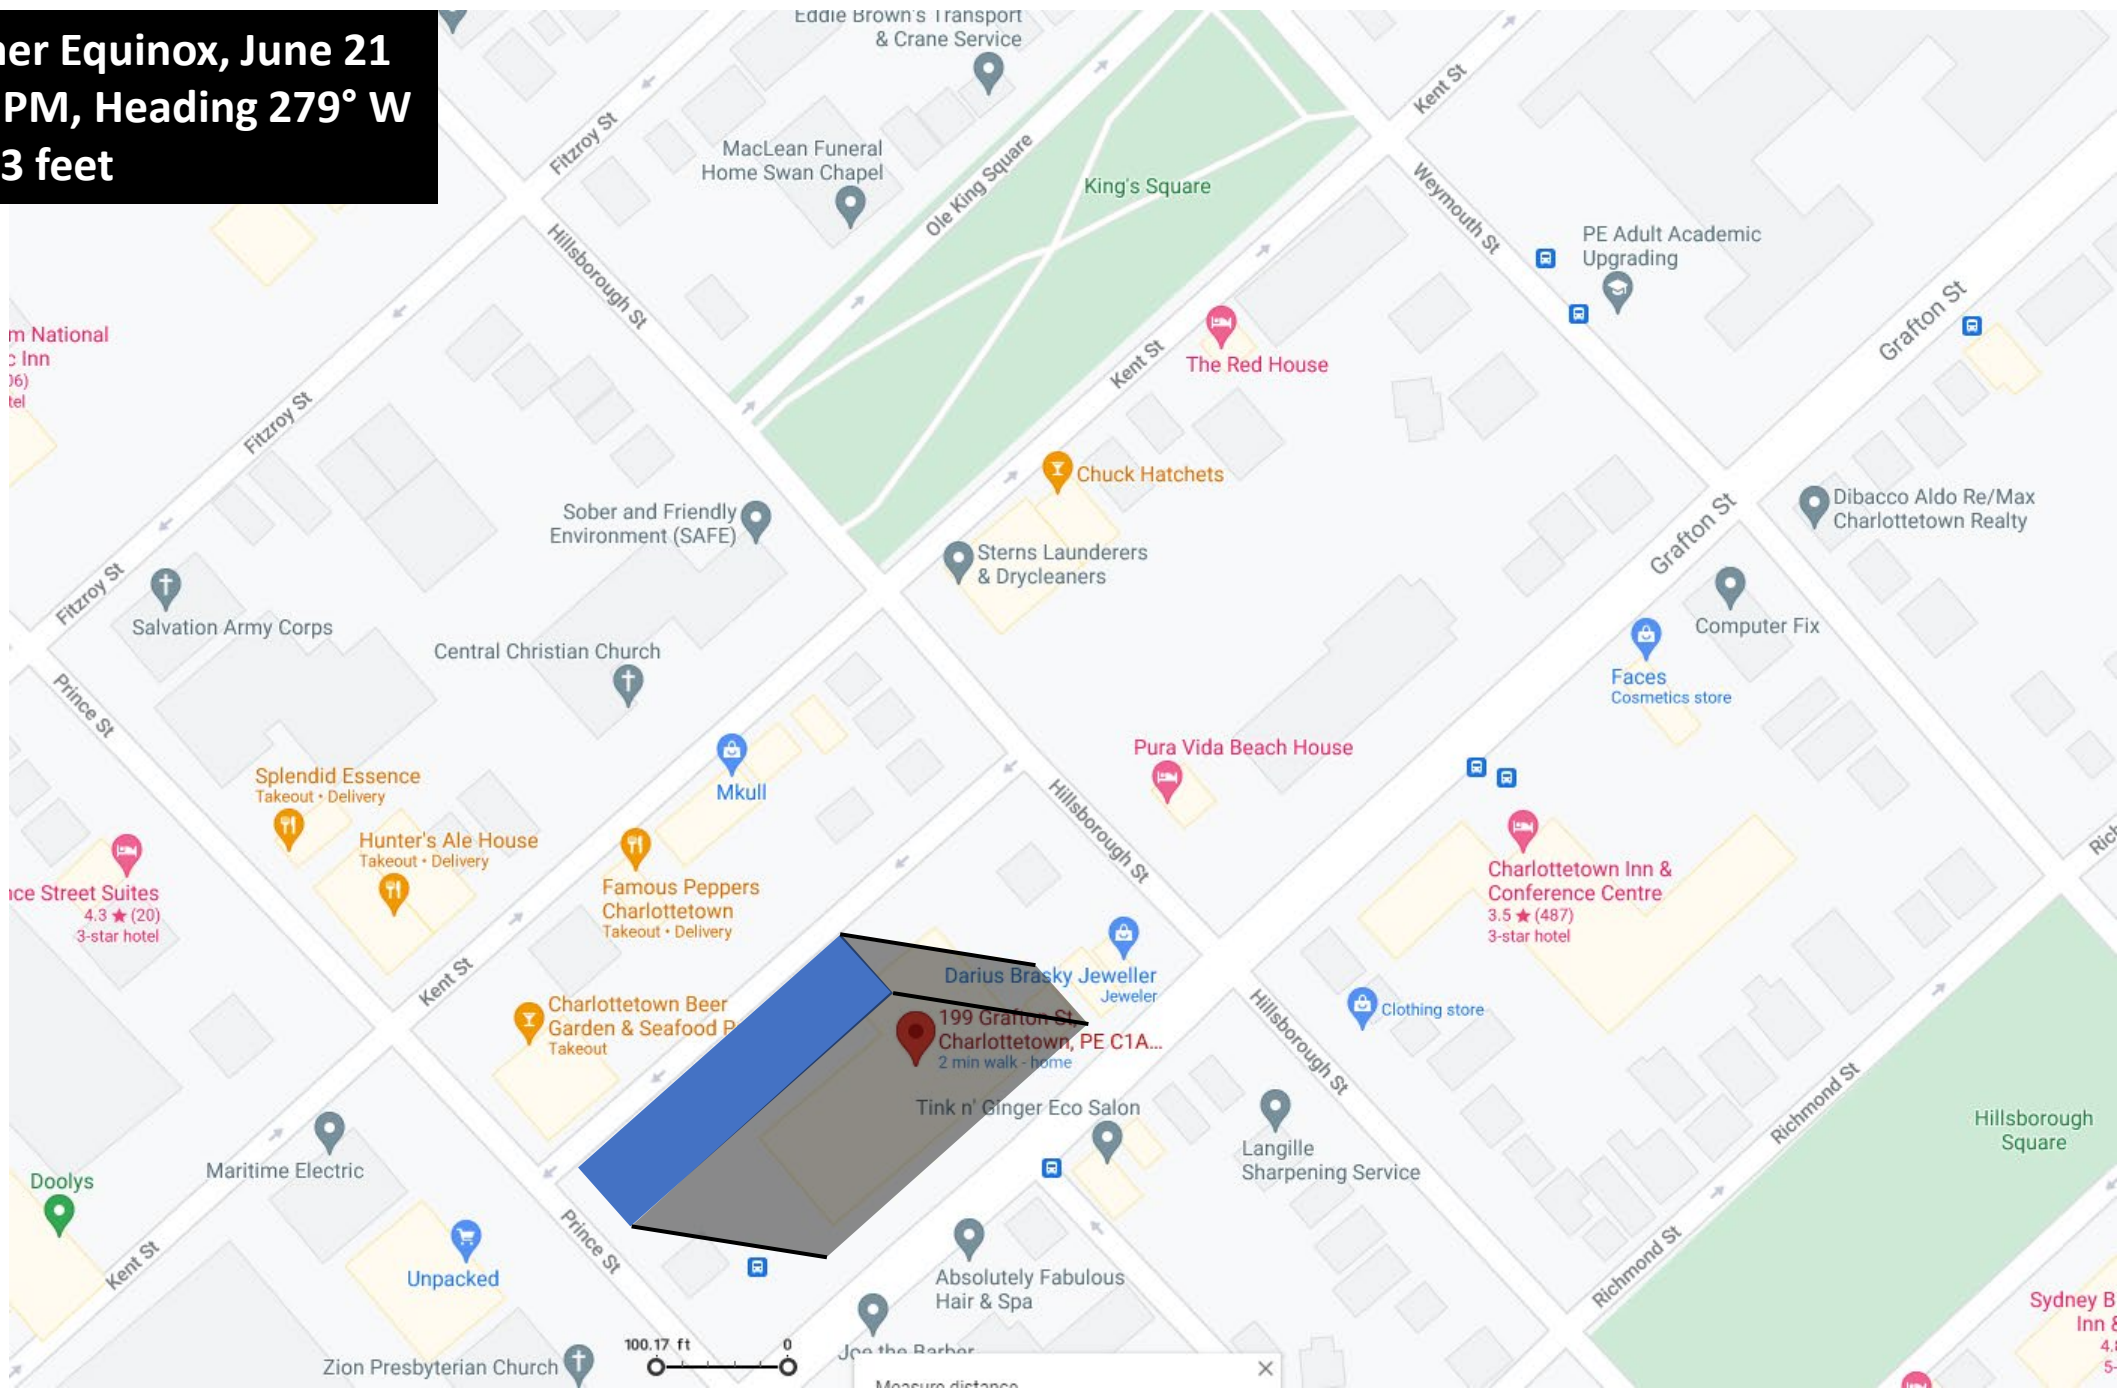 ner Equinox, June 21
PM, Heading 279° W
3 feet
Eddie Brown's Transport
& Crane Service
Kent St
Fitzroy St
MacLean Funeral
Home Swan Chapel
Ole King Square
King's Square
Weymouth St
PE Adult Academic
Upgrading
Hillsborough St
Grafton St
m National
c Inn
06)
tel
The Red House
Kent St
Fitzroy St
Chuck Hatchets
Sober and Friendly
Environment (SAFE)
Dibacco Aldo Re/Max
Charlottetown Realty
Grafton St
Sterns Launderers
& Drycleaners
Fitzroy St
Salvation Army Corps
Computer Fix
Central Christian Church
Faces
Cosmetics store
Prince St
Pura Vida Beach House
Splendid Essence
Takeout • Delivery
Mkull
Hillsborough St
Hunter's Ale House
Takeout • Delivery
Rich
Charlottetown Inn &
Conference Centre
3.5 ★ (487)
3-star hotel
nce Street Suites
4.3 ★ (20)
3-star hotel
Famous Peppers
Charlottetown
Takeout • Delivery
Kent St
Darius Brasky Jeweller
Jeweler
Charlottetown Beer
Garden & Seafood P
Takeout
199 Grafton St,
Charlottetown, PE C1A...
2 min walk - home
Clothing store
Hillsborough St
Tink n' Ginger Eco Salon
Richmond St
Hillsborough
Square
Maritime Electric
Langille
Sharpening Service
Doolys
Prince St
Kent St
Unpacked
Absolutely Fabulous
Hair & Spa
Richmond St
Sydney B
Inn &
4.
5-
100.17 ft 0
Joe the Barber
Zion Presbyterian Church
Measure distance